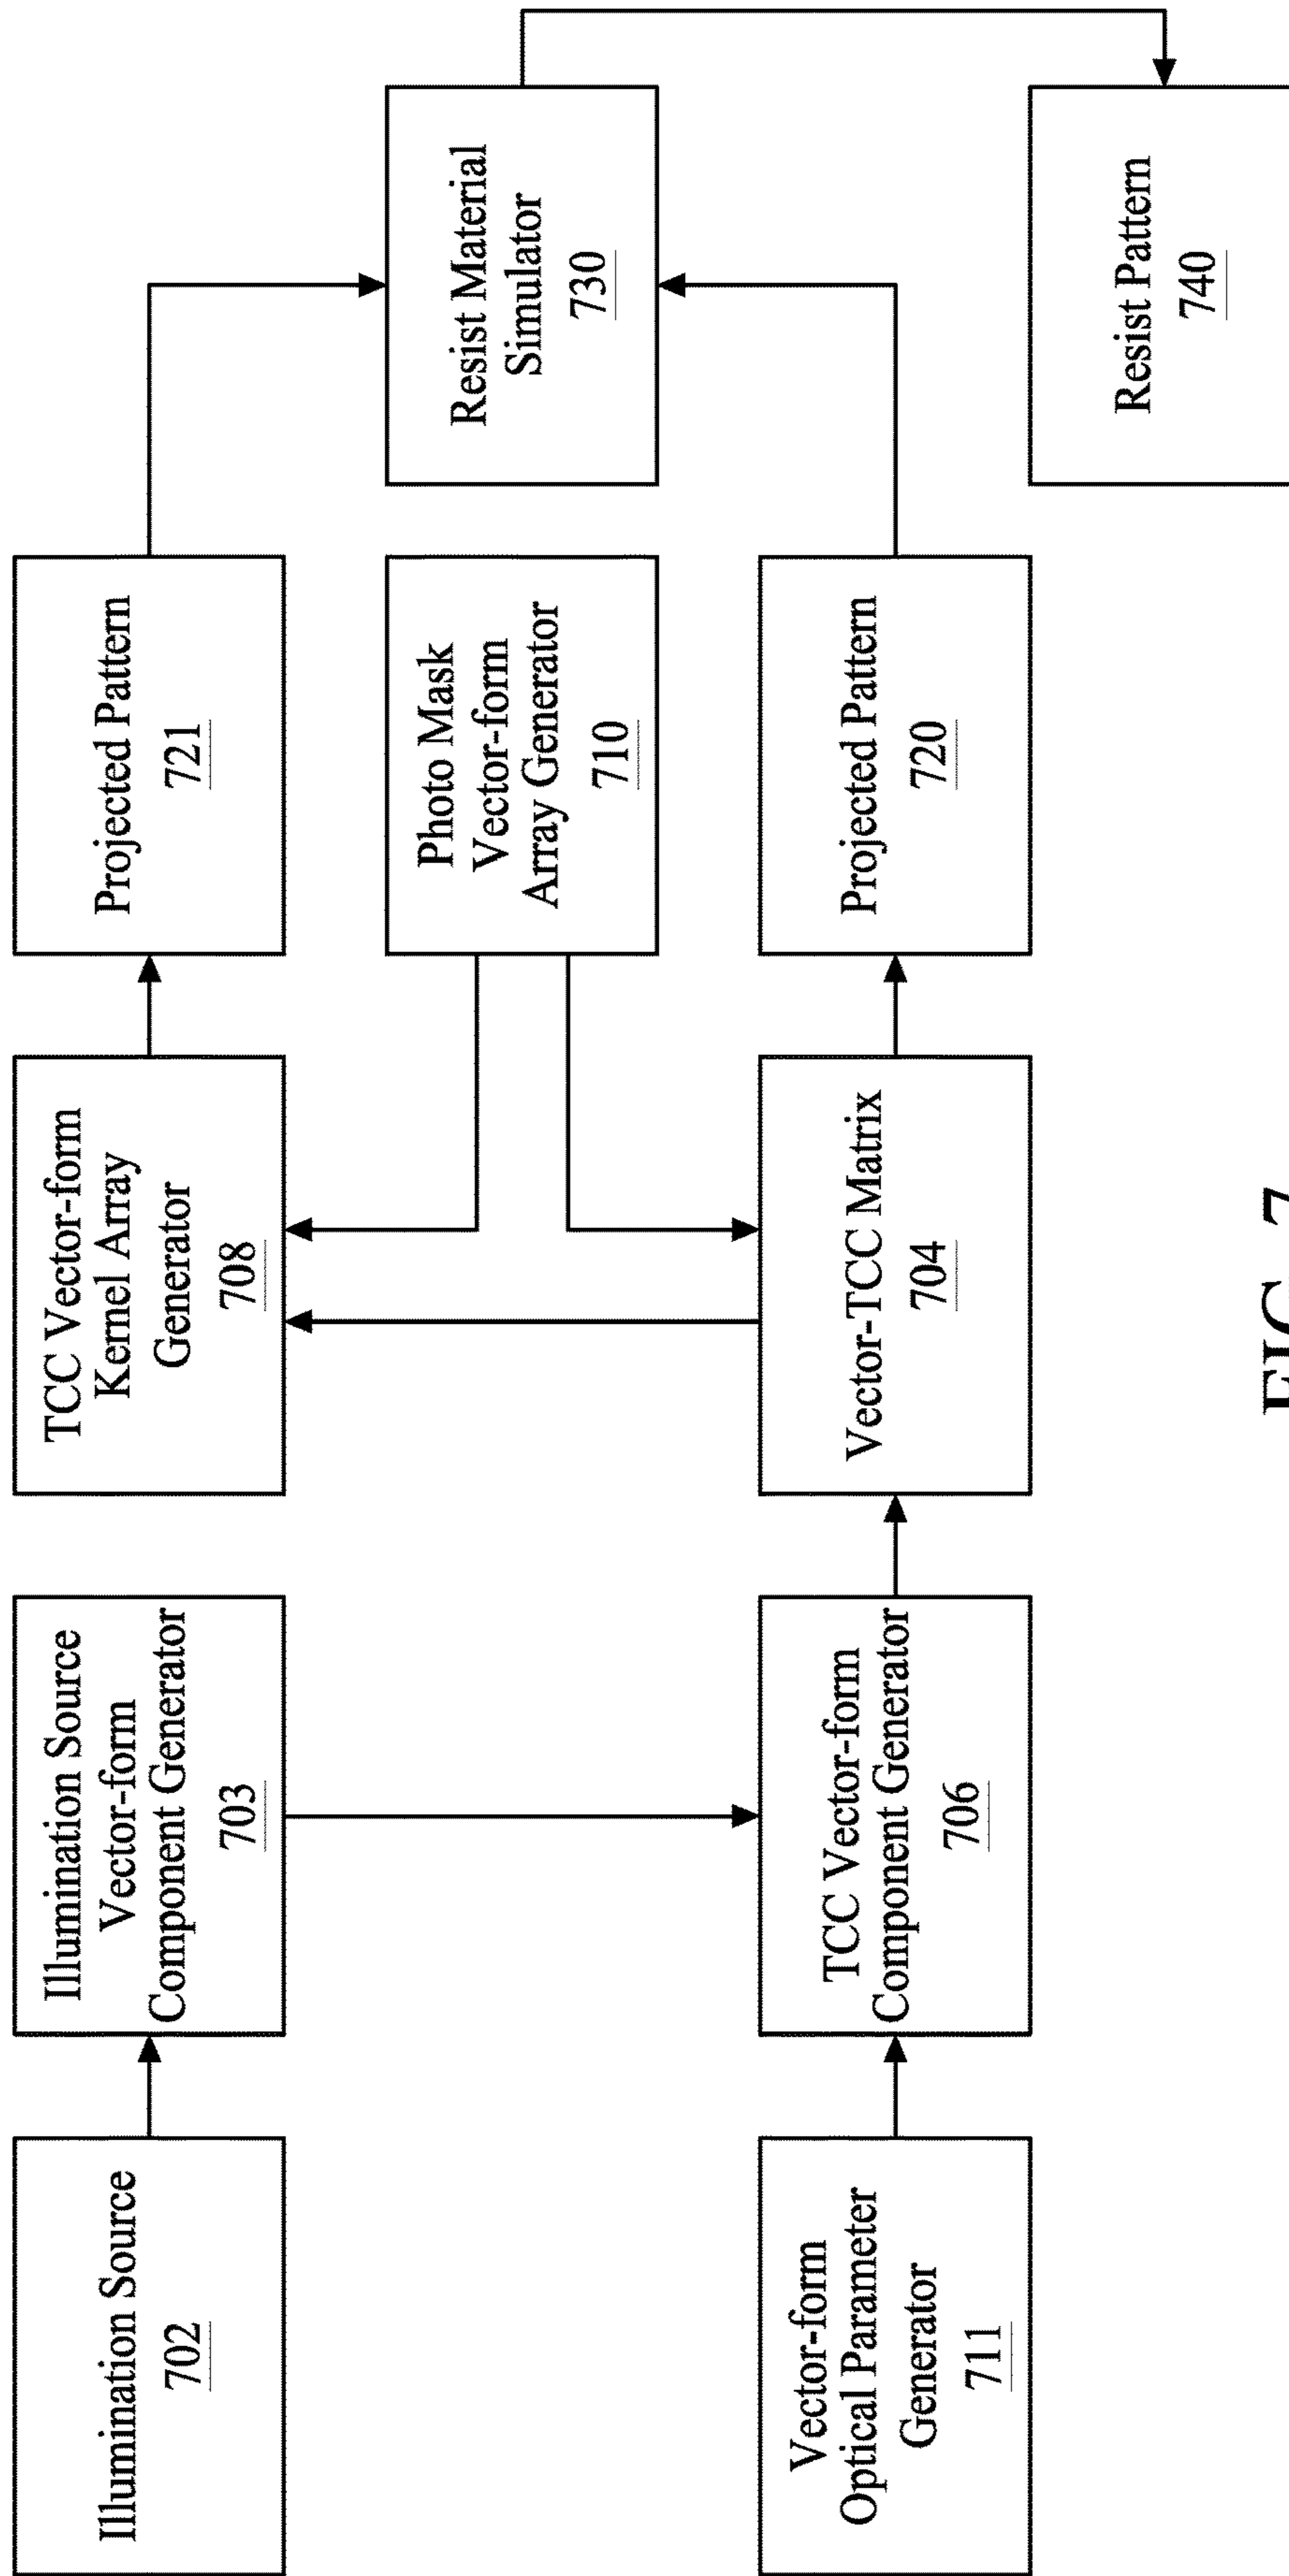 Illumination Source
702
Illumination Source
Vector-form
Component Generator
703
TCC Vector-form
Kernel Array
Generator
708
Projected Pattern
721
Photo Mask
Vector-form
Array Generator
710
Resist Material
Simulator
730
Vector-form
Optical Parameter
Generator
711
TCC Vector-form
Component Generator
706
Vector-TCC Matrix
704
Projected Pattern
720
Resist Pattern
740
FIG. 7